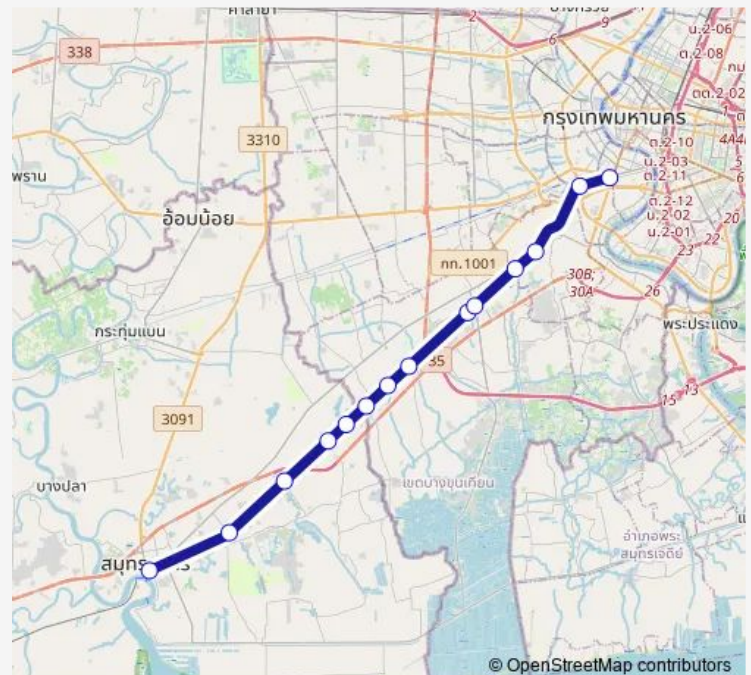 338
3310
พราน
อ้อมน้อย
กระทุ่มแบน
3091
บางปลา
2
6
9
น.2-06
ต.2-08
ตต.2-02
1
กรุงเทพมหานคร
4A4
ต.2-10
น.2-03
5
ต.2-11
6
ต.2-12
น.2-02
20
น.2-01
22
23
กท.1001
30B;
30A
26
พระประแดง
35
15
13
เขตบางขุนเทียน
อำเภอพระ
สมุทรเจดีย์
© OpenStreetMap contributors